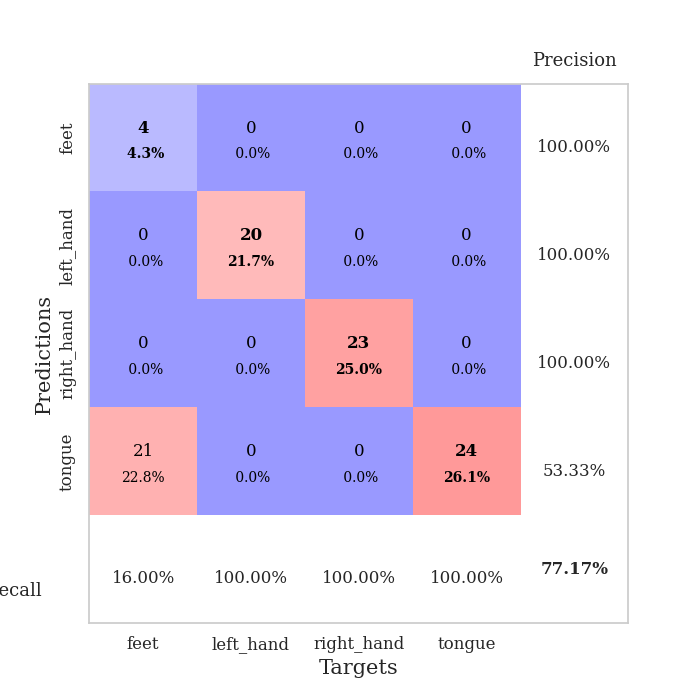 Precision
feet
4 0 0 0
4.3% 0.0% 0.0% 0.0%
100.00%
left_hand
0 20 0 0
0.0% 21.7% 0.0% 0.0%
100.00%
Predictions
right_hand
0 0 23 0
0.0% 0.0% 25.0% 0.0%
100.00%
tongue
21 0 0 24
22.8% 0.0% 0.0% 26.1%
53.33%
ecall
16.00% 100.00% 100.00% 100.00%
77.17%
feet left_hand right_hand tongue
Targets